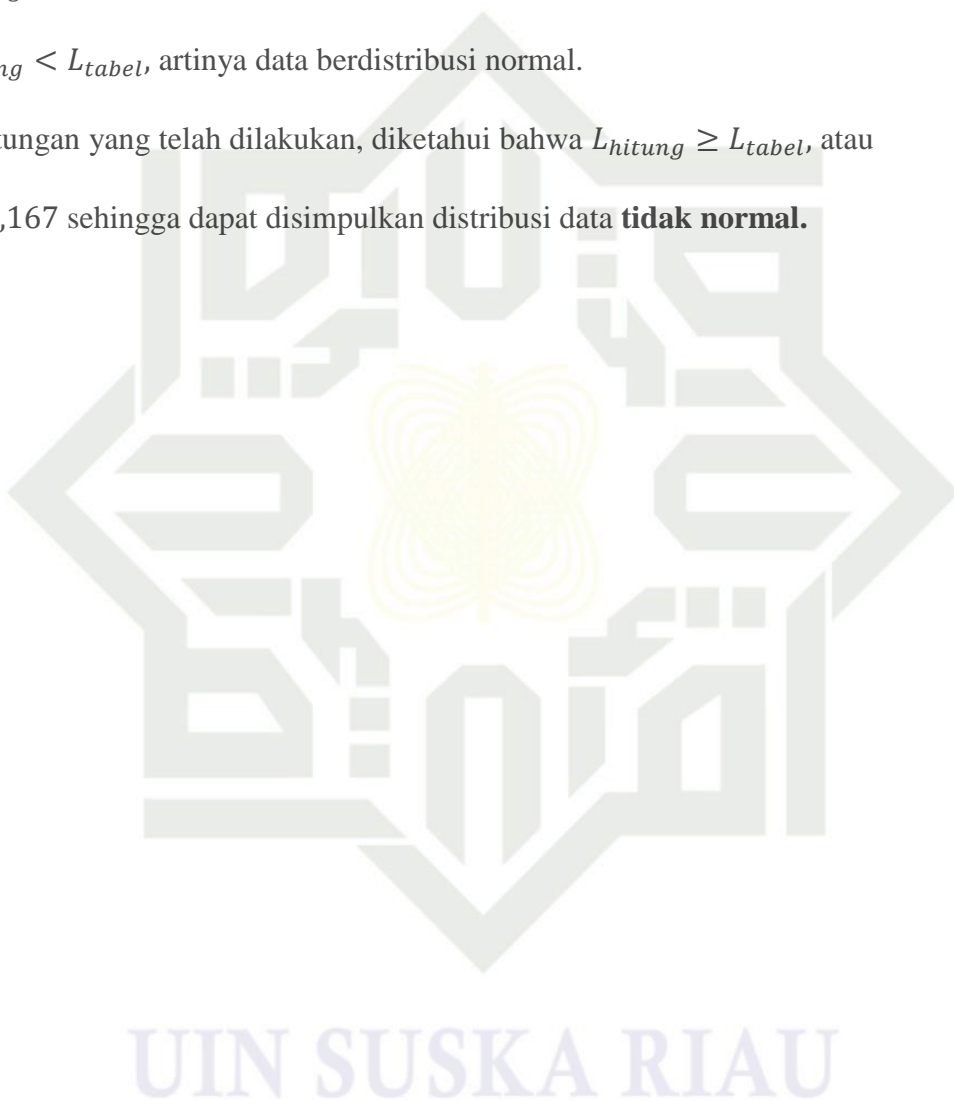 ng < L_tabel, artinya data berdistribusi normal.
tungan yang telah dilakukan, diketahui bahwa L_hitung ≥ L_tabel, atau
,167 sehingga dapat disimpulkan distribusi data tidak normal.
UIN SUSKA RIAU